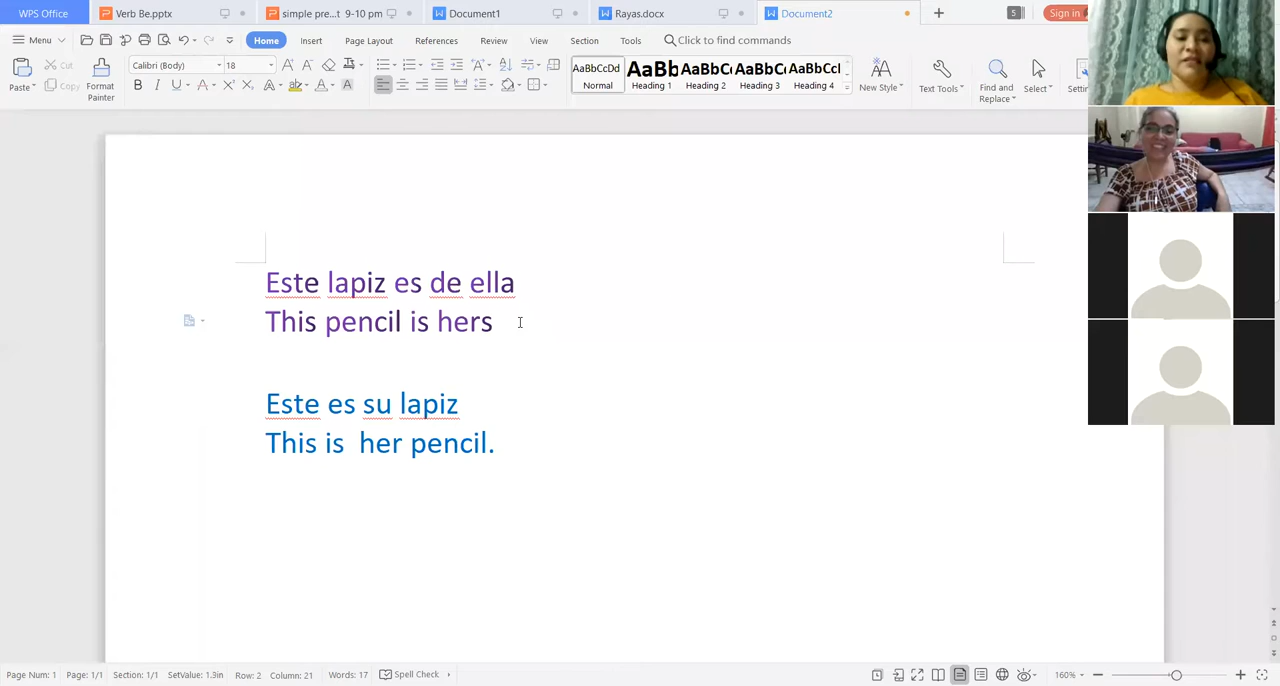 WPS Office
Verb Be.pptx
simple pre...t 9-10 pm
Document1
Rayas.docx
Document2
5
Sign in
Menu
Home
Insert
Page Layout
References
Review
View
Section
Tools
Click to find commands
Paste
Cut
Copy
Format
Painter
Calibri (Body)
18
AaBbCcDd
Normal
AaBb
Heading 1
AaBbC
Heading 2
AaBbC
Heading 3
AaBbCcI
Heading 4
New Style
Text Tools
Find and
Replace
Select
Settin
Este lapiz es de ella
This pencil is hers
Este es su lapiz
This is her pencil.
Page Num: 1
Page: 1/1
Section: 1/1
SetValue: 1.3in
Row: 2
Column: 21
Words: 17
Spell Check
160%